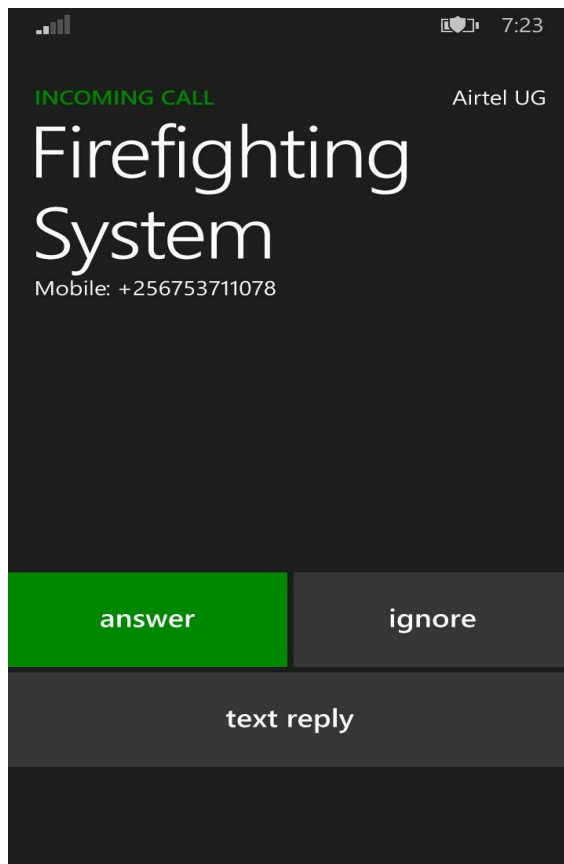 7:23
INCOMING CALL Airtel UG
Firefighting
System
Mobile: +256753711078
answer ignore
text reply